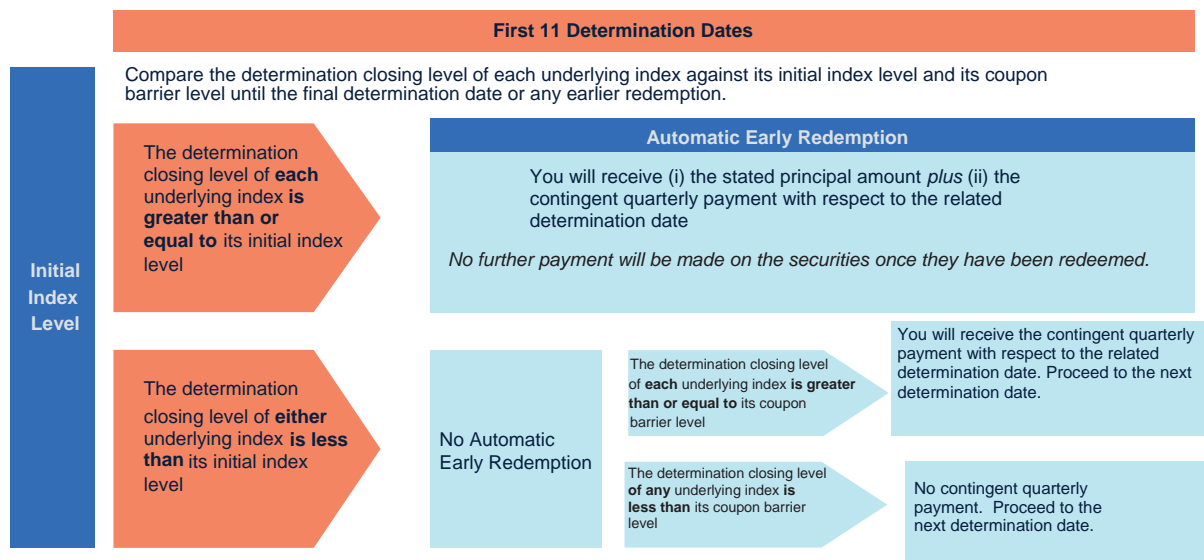 First 11 Determination Dates
Compare the determination closing level of each underlying index against its initial index level and its coupon
barrier level until the final determination date or any earlier redemption.
Initial
Index
Level
The determination
closing level of each
underlying index is
greater than or
equal to its initial index
level
Automatic Early Redemption
You will receive (i) the stated principal amount plus (ii) the
contingent quarterly payment with respect to the related
determination date
No further payment will be made on the securities once they have been redeemed.
The determination
closing level of either
underlying index is less
than its initial index
level
No Automatic
Early Redemption
The determination closing level
of each underlying index is greater
than or equal to its coupon
barrier level
You will receive the contingent quarterly
payment with respect to the related
determination date. Proceed to the next
determination date.
The determination closing level
of any underlying index is
less than its coupon barrier
level
No contingent quarterly
payment. Proceed to the
next determination date.